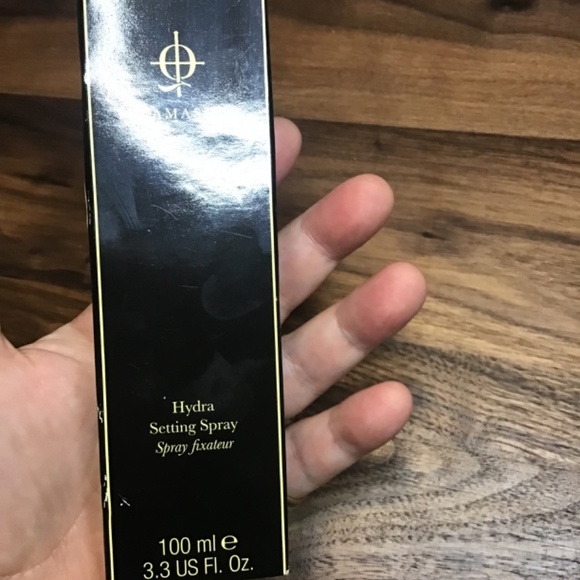 Hydra
Setting Spray
Spray fixateur
100 ml e
3.3 US Fl. Oz.